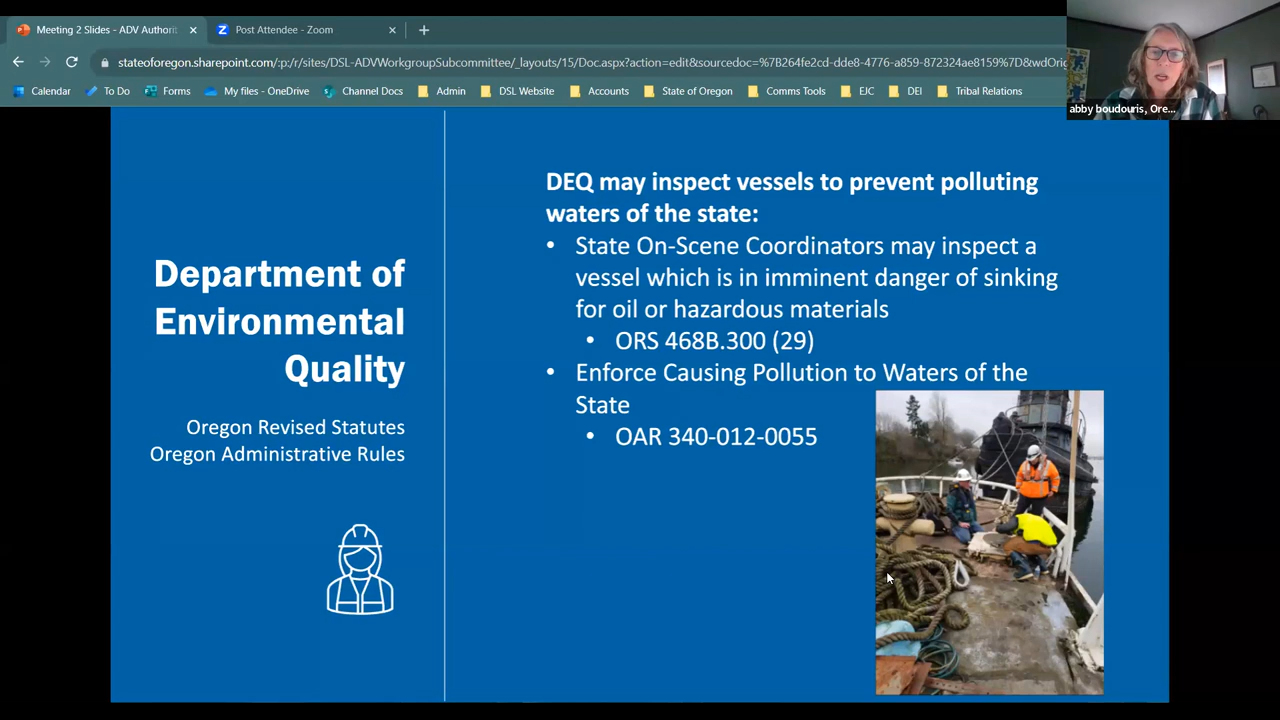 Meeting 2 Slides - ADV Authorit
Post Attendee - Zoom
stateoforegon.sharepoint.com/:p:/r/sites/DSL-ADVWorkgroupSubcommittee/_layouts/15/Doc.aspx?action=edit&sourcedoc=%7B264fe2cd-dde8-4776-a859-872324ae8159%7D&wdOrig
Calendar To Do Forms My files - OneDrive Channel Docs Admin DSL Website Accounts State of Oregon Comms Tools EJC DEI Tribal Relations
abby boudouris, Ore...
Department of
Environmental
Quality
Oregon Revised Statutes
Oregon Administrative Rules
DEQ may inspect vessels to prevent polluting
waters of the state:
• State On-Scene Coordinators may inspect a
vessel which is in imminent danger of sinking
for oil or hazardous materials
• ORS 468B.300 (29)
• Enforce Causing Pollution to Waters of the
State
• OAR 340-012-0055